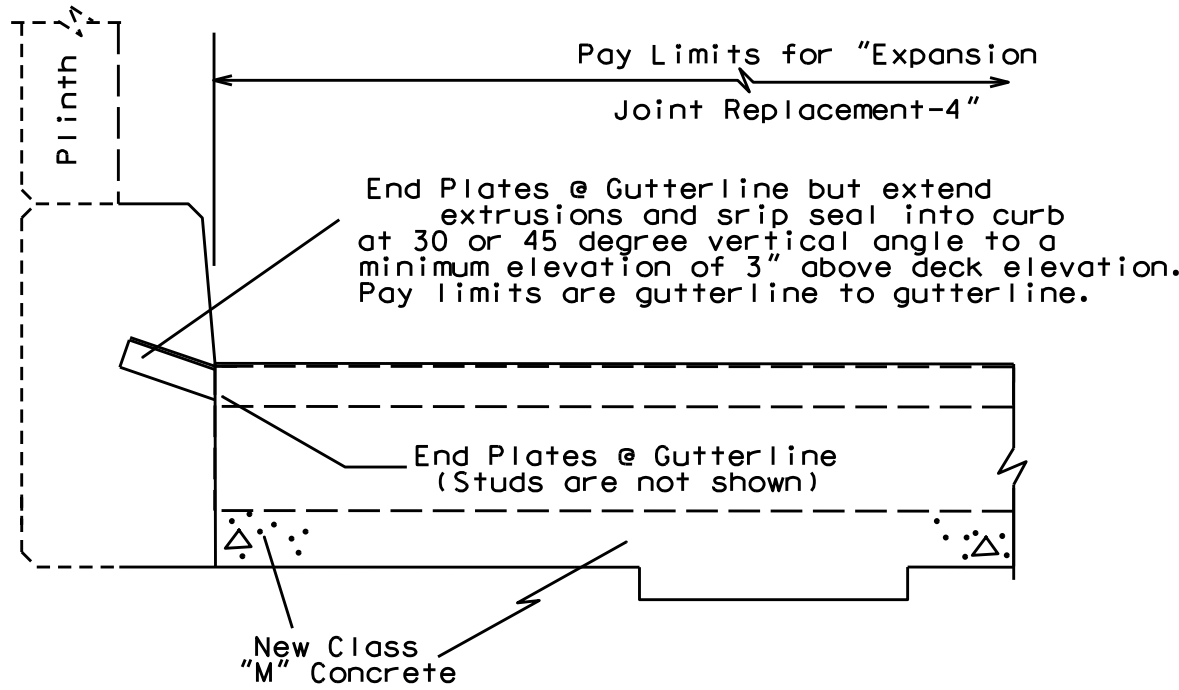 Pay Limits for "Expansion
Joint Replacement-4"
Plinth
End Plates @ Gutterline but extend
extrusions and srip seal into curb
at 30 or 45 degree vertical angle to a
minimum elevation of 3" above deck elevation.
Pay limits are gutterline to gutterline.
End Plates @ Gutterline
(Studs are not shown)
New Class
"M" Concrete